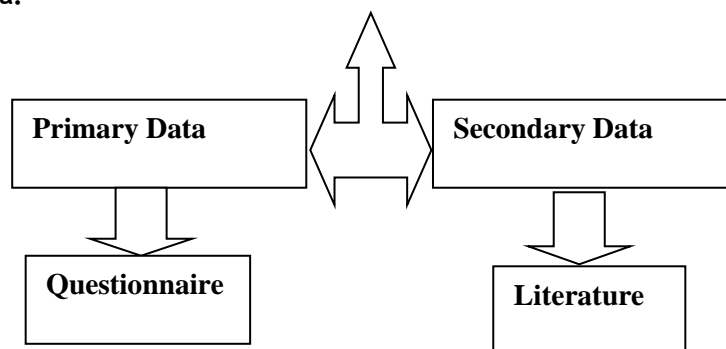 Primary Data
Secondary Data
Questionnaire
Literature